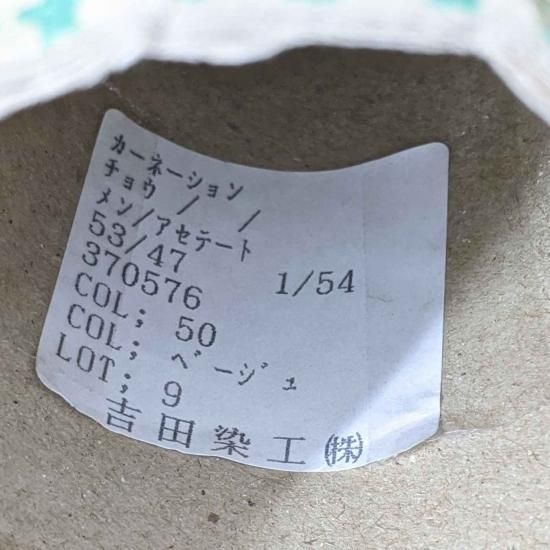 カーネーション
チョウ / /
メン/アセテート
53/47
370576 1/54
COL; 50
COL; ベージュ
LOT; 9
吉田染工㈱